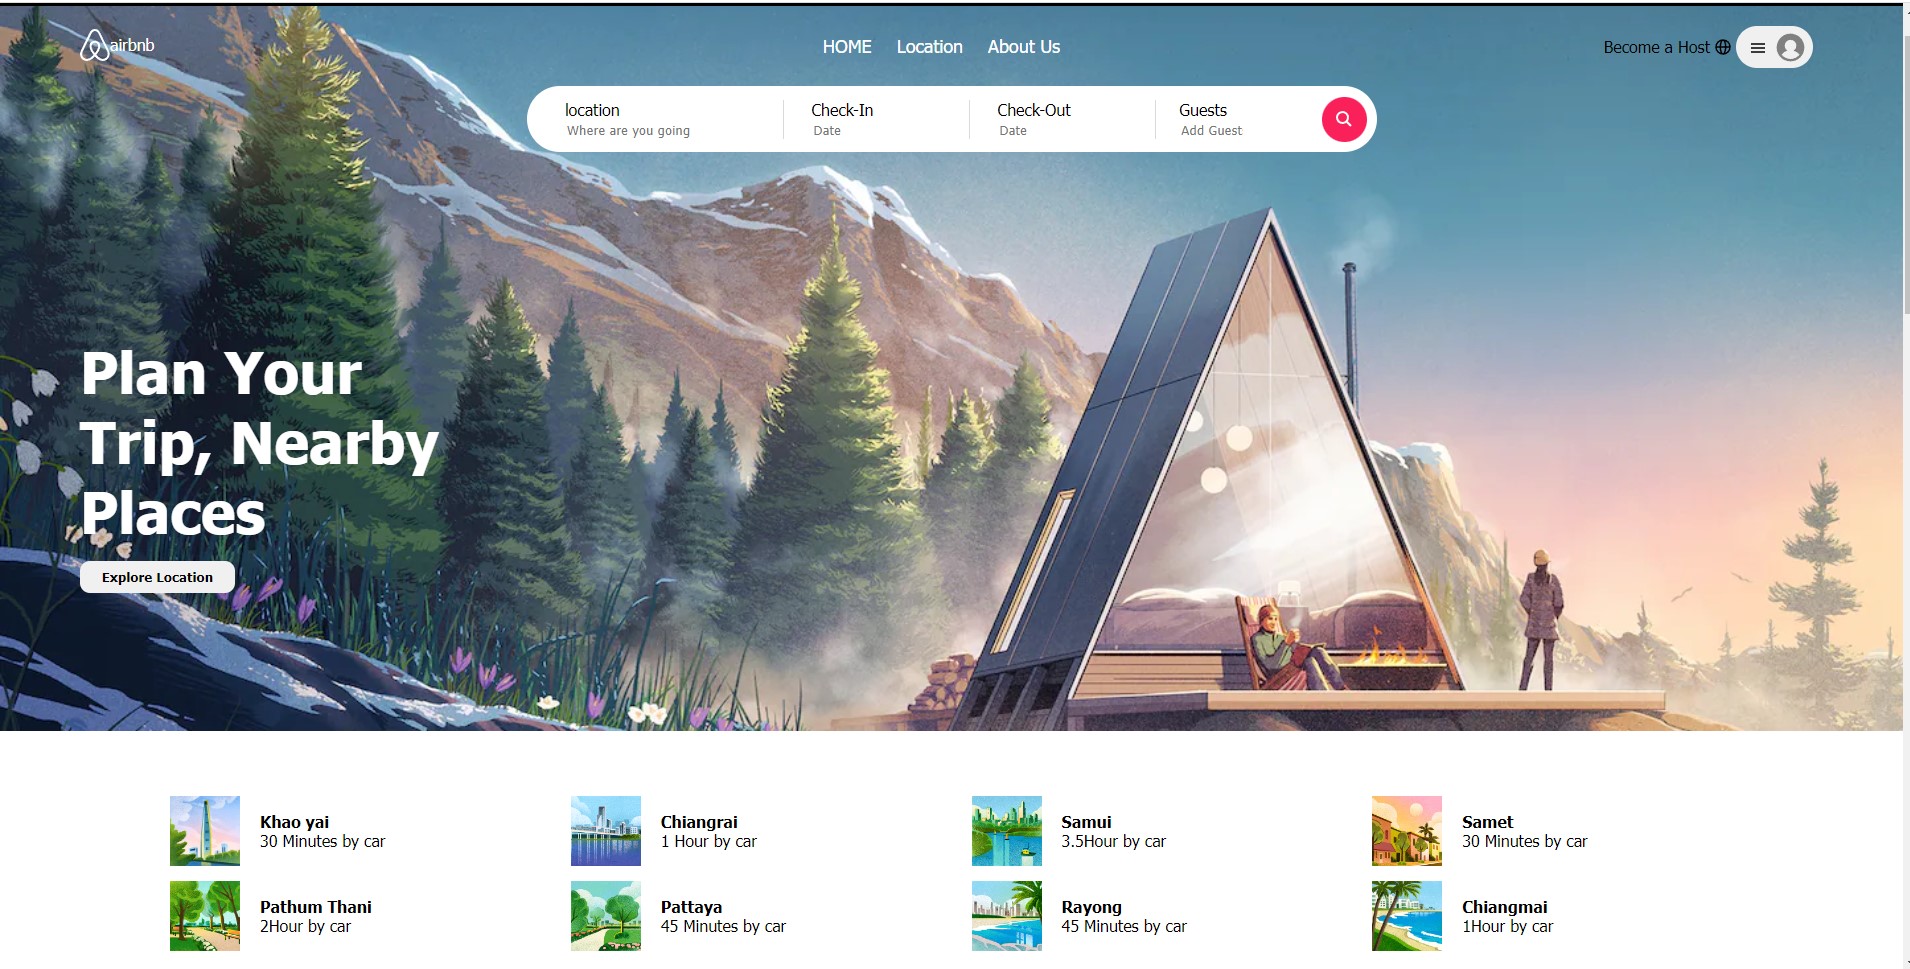 airbnb
HOME Location About Us
Become a Host
location Check-In Check-Out Guests
Where are you going Date Date Add Guest
Plan Your
Trip, Nearby
Places
Explore Location
Khao yai
30 Minutes by car
Chiangrai
1 Hour by car
Samui
3.5Hour by car
Samet
30 Minutes by car
Pathum Thani
2Hour by car
Pattaya
45 Minutes by car
Rayong
45 Minutes by car
Chiangmai
1Hour by car